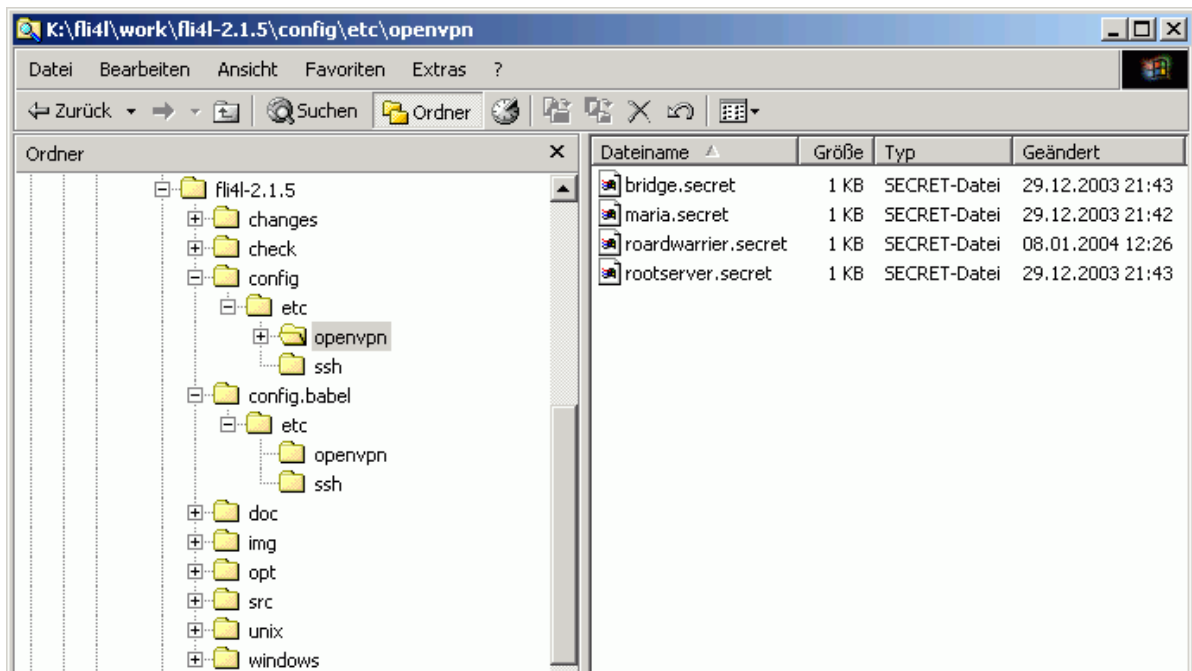 K:\fli4l\work\fli4l-2.1.5\config\etc\openvpn
Datei Bearbeiten Ansicht Favoriten Extras ?
Zurück Suchen Ordner
Ordner
fli4l-2.1.5
changes
check
config
etc
openvpn
ssh
config.babel
etc
openvpn
ssh
doc
img
opt
src
unix
windows
Dateiname Größe Typ Geändert
bridge.secret 1 KB SECRET-Datei 29.12.2003 21:43
maria.secret 1 KB SECRET-Datei 29.12.2003 21:42
roardwarrier.secret 1 KB SECRET-Datei 08.01.2004 12:26
rootserver.secret 1 KB SECRET-Datei 29.12.2003 21:43